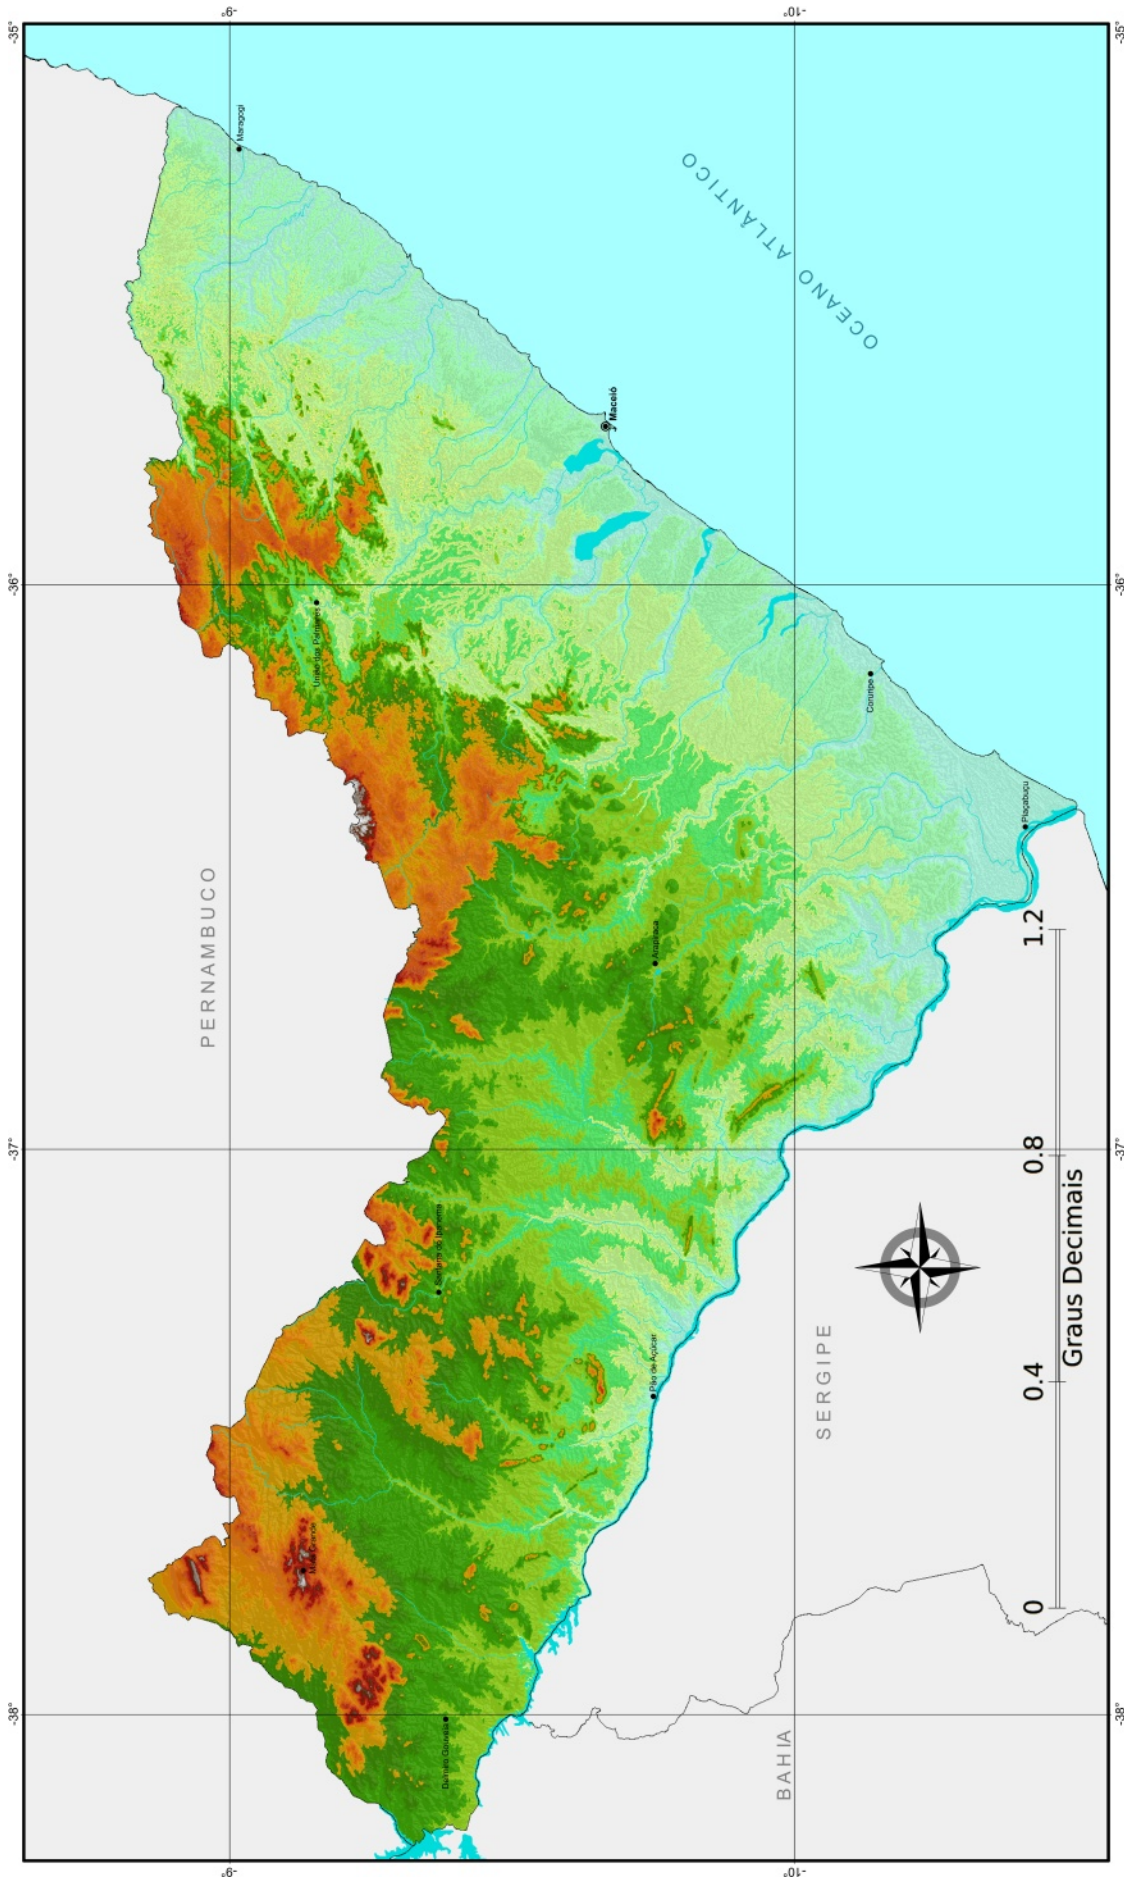 -38°
-37°
-36°
-35°
-9°
-9°
PERNAMBUCO
Maragogi
Mata Grande
União dos Palmares
Santana do Ipanema
Delmiro Gouveia
Maceió
Pão de Açúcar
Arapiraca
OCEANO ATLÂNTICO
-10°
-10°
BAHIA
SERGIPE
Coruripe
Piaçabuçu
0
0.4
0.8
1.2
Graus Decimais
-38°
-37°
-36°
-35°